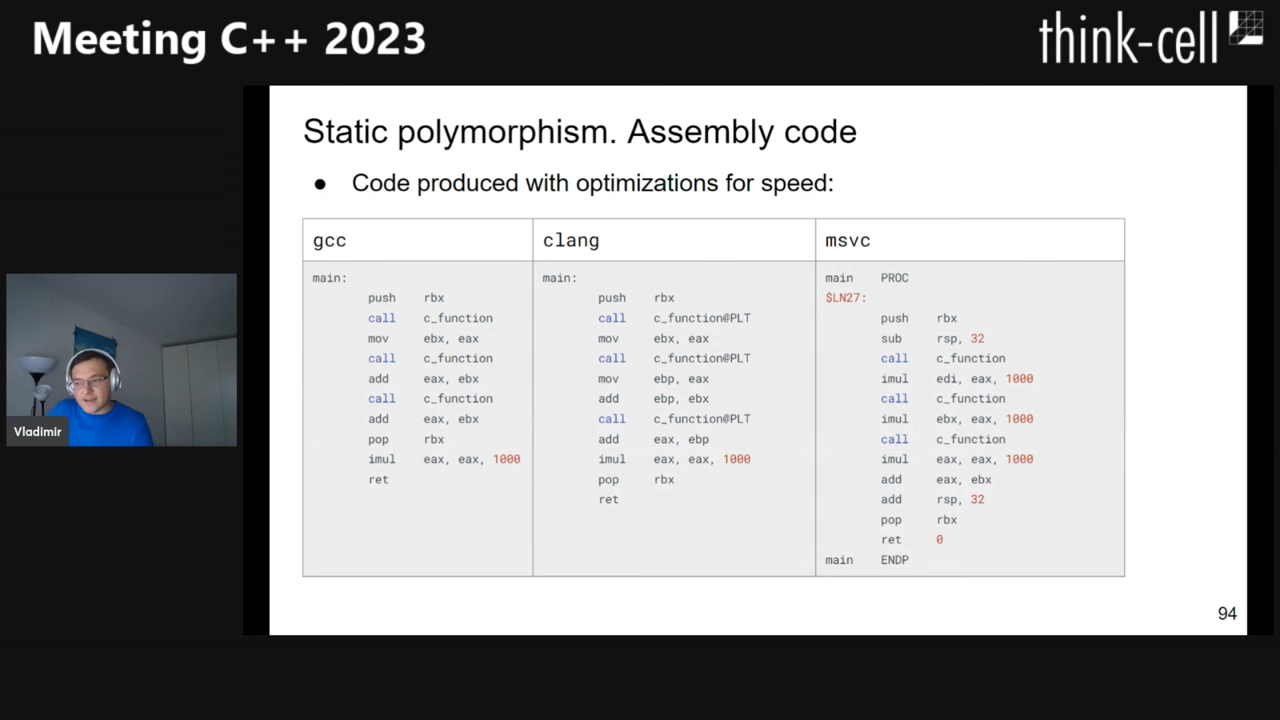 Meeting C++ 2023
think-cell
Static polymorphism. Assembly code
● Code produced with optimizations for speed:
gcc
main:
push rbx
call c_function
mov ebx, eax
call c_function
add eax, ebx
call c_function
add eax, ebx
pop rbx
imul eax, eax, 1000
ret
clang
main:
push rbx
call c_function@PLT
mov ebx, eax
call c_function@PLT
mov ebp, eax
add ebp, ebx
call c_function@PLT
add eax, ebp
imul eax, eax, 1000
pop rbx
ret
msvc
main PROC
$LN27:
push rbx
sub rsp, 32
call c_function
imul edi, eax, 1000
call c_function
imul ebx, eax, 1000
call c_function
imul eax, eax, 1000
add eax, ebx
add rsp, 32
pop rbx
ret 0
main ENDP
94
Vladimir